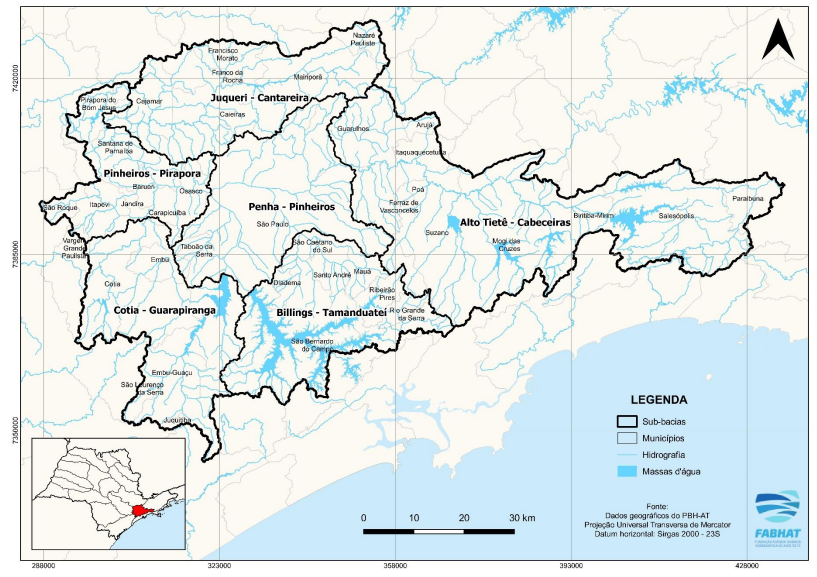 Nazaré
Paulista
Francisco
Morato
Franco da
Rocha
Mairiporã
Pirapora do
Bom Jesus
Cajamar
Juqueri - Cantareira
Caieiras
Guarulhos
Arujá
Santana de
Parnaíba
Itaquaquecetuba
Pinheiros - Pirapora
Barueri
Osasco
Poá
Ferraz de
Vasconcelos
Paraibuna
São Roque
Itapevi
Jandira
Carapicuiba
Penha - Pinheiros
São Paulo
Alto Tietê - Cabeceiras
Biritiba-Mirim
Salesópolis
Suzano
Mogi das
Cruzes
Vargem
Grande
Paulista
Taboão da
Serra
São Caetano
do Sul
Embu
Cotia
Santo André
Mauá
Diadema
Ribeirão
Pires
Cotia - Guarapiranga
Billings - Tamanduateí
Rio Grande
da Serra
São Bernardo
do Campo
Embu-Guaçu
São Lourenço
da Serra
Juquitiba
LEGENDA
Sub-bacias
Municípios
Hidrografia
Massas d'água
0 10 20 30 km
Fonte:
Dados geográficos do PBH-AT
Projeção Universal Transversa de Mercator
Datum horizontal: Sirgas 2000 - 23S
FABHAT
7420000
7385000
7350000
288000 323000 358000 393000 428000